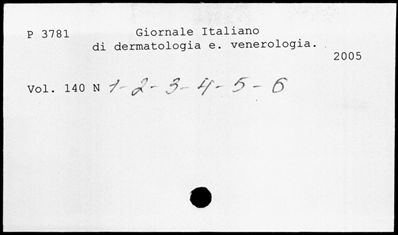 P 3781 Giornale Italiano
di dermatologia e. venerologia.
2005
Vol. 140 N 1-2-3-4-5-6